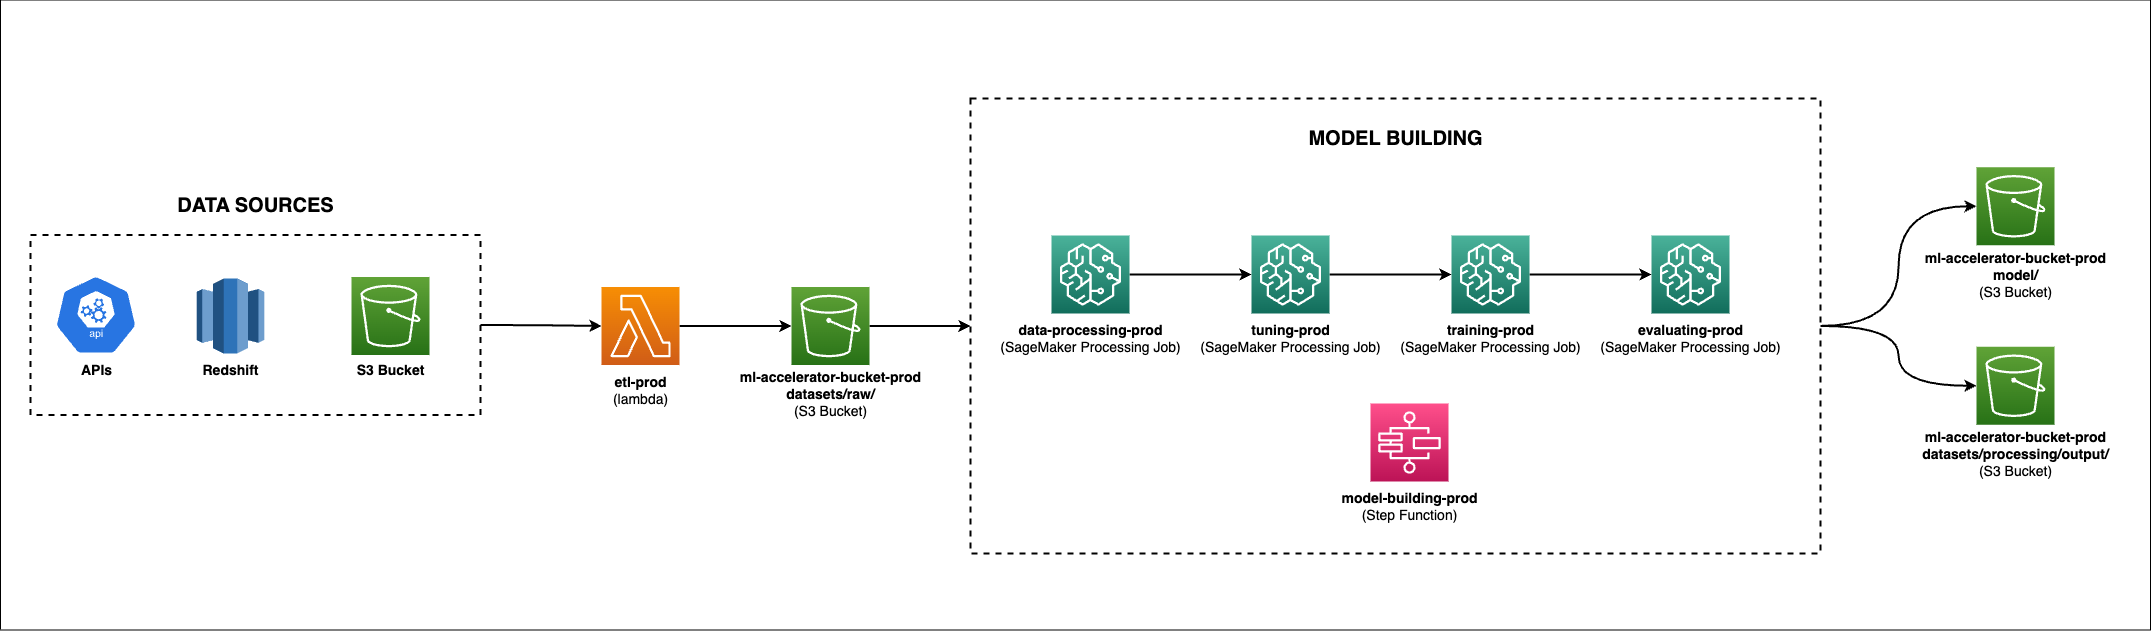 DATA SOURCES
api
APIs
Redshift
S3 Bucket
etl-prod
(lambda)
ml-accelerator-bucket-prod
datasets/raw/
(S3 Bucket)
MODEL BUILDING
data-processing-prod
(SageMaker Processing Job)
tuning-prod
(SageMaker Processing Job)
training-prod
(SageMaker Processing Job)
evaluating-prod
(SageMaker Processing Job)
model-building-prod
(Step Function)
ml-accelerator-bucket-prod
model/
(S3 Bucket)
ml-accelerator-bucket-prod
datasets/processing/output/
(S3 Bucket)